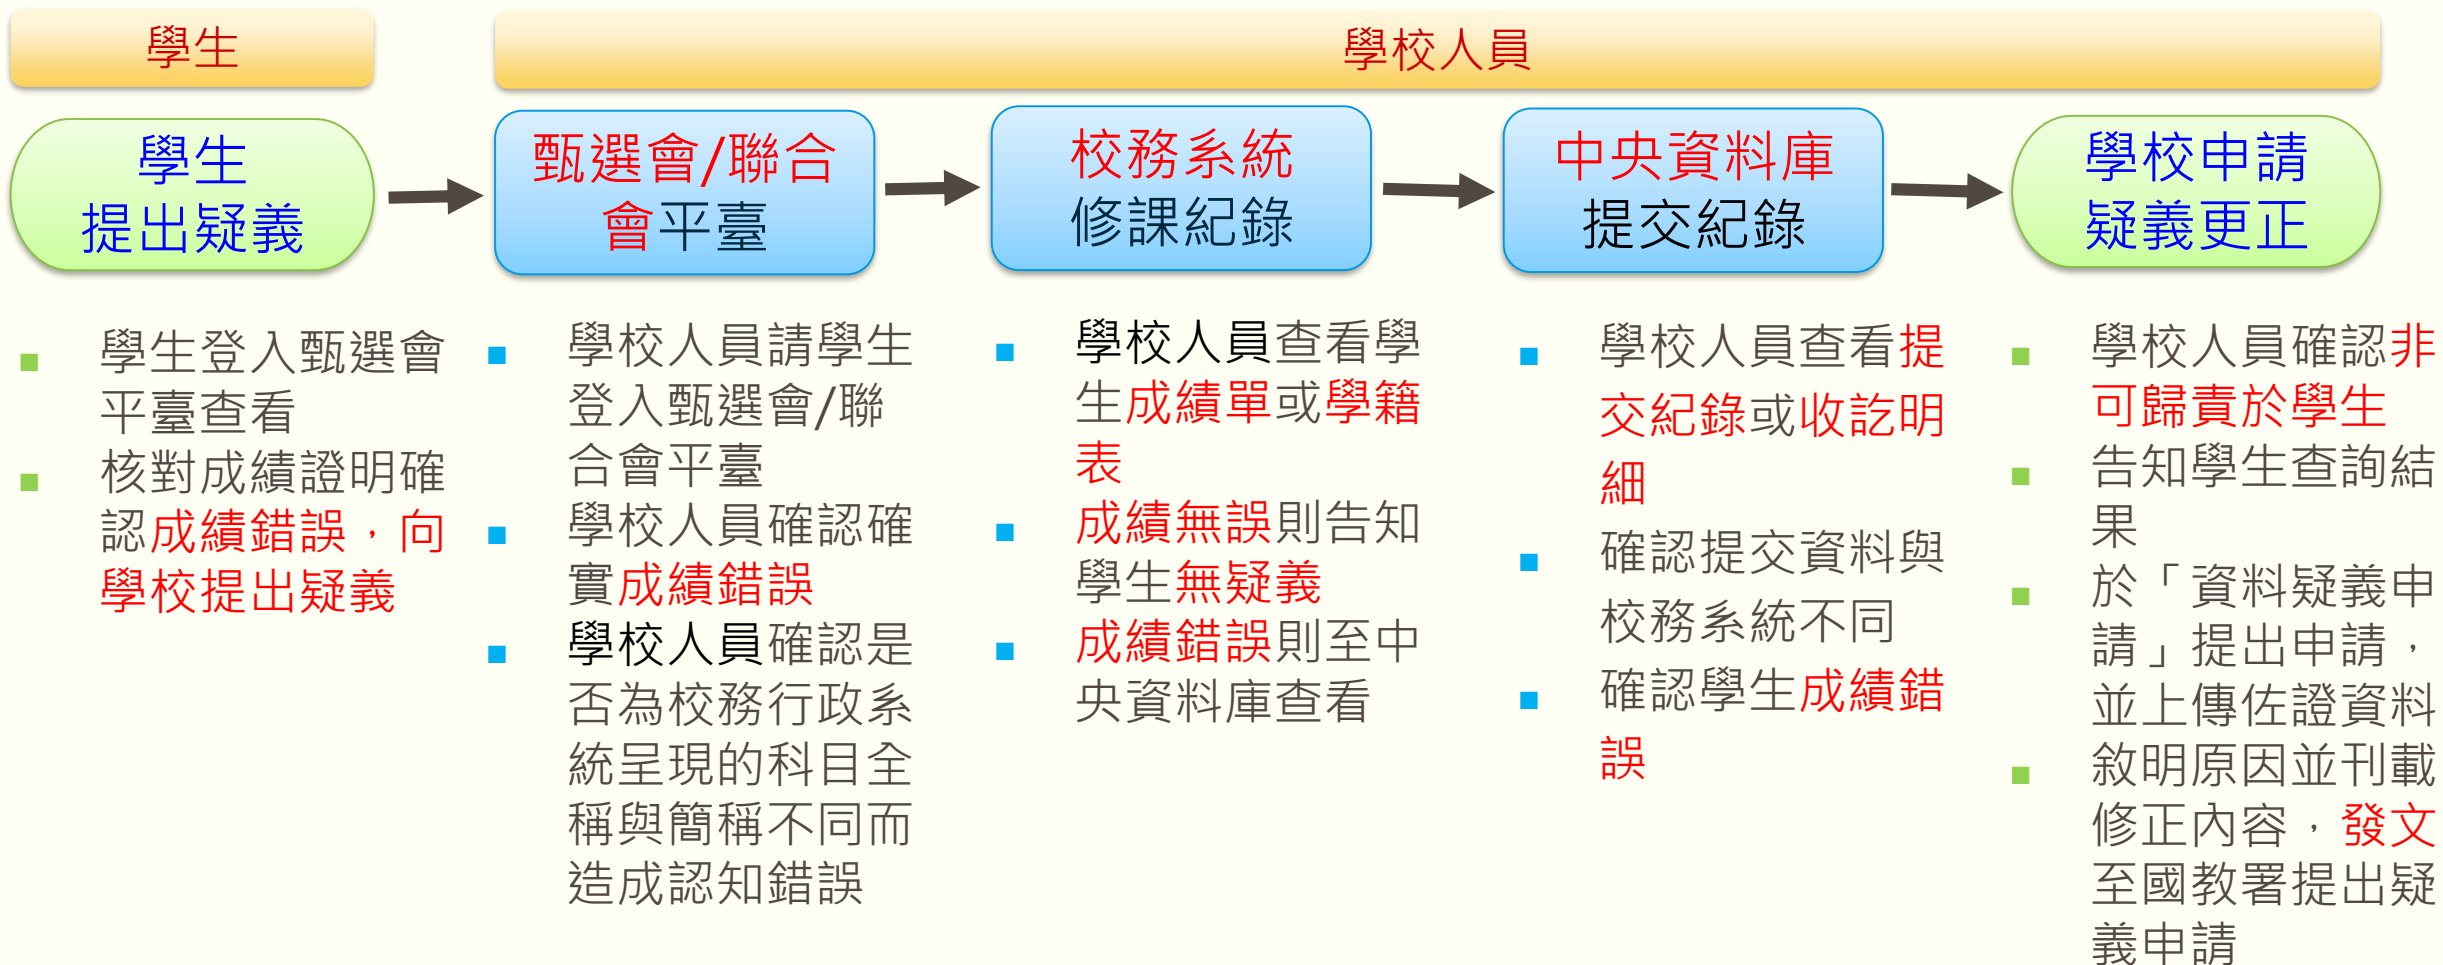 學生
學校人員
學生
提出疑義
甄選會/聯合
會平臺
校務系統
修課紀錄
中央資料庫
提交紀錄
學校申請
疑義更正
學生登入甄選會
平臺查看
核對成績證明確
認成績錯誤，向
學校提出疑義
學校人員請學生
登入甄選會/聯
合會平臺
學校人員確認確
實成績錯誤
學校人員確認是
否為校務行政系
統呈現的科目全
稱與簡稱不同而
造成認知錯誤
學校人員查看學
生成績單或學籍
表
成績無誤則告知
學生無疑義
成績錯誤則至中
央資料庫查看
學校人員查看提
交紀錄或收訖明
細
確認提交資料與
校務系統不同
確認學生成績錯
誤
學校人員確認非
可歸責於學生
告知學生查詢結
果
於「資料疑義申
請」提出申請，
並上傳佐證資料
敘明原因並刊載
修正內容，發文
至國教署提出疑
義申請